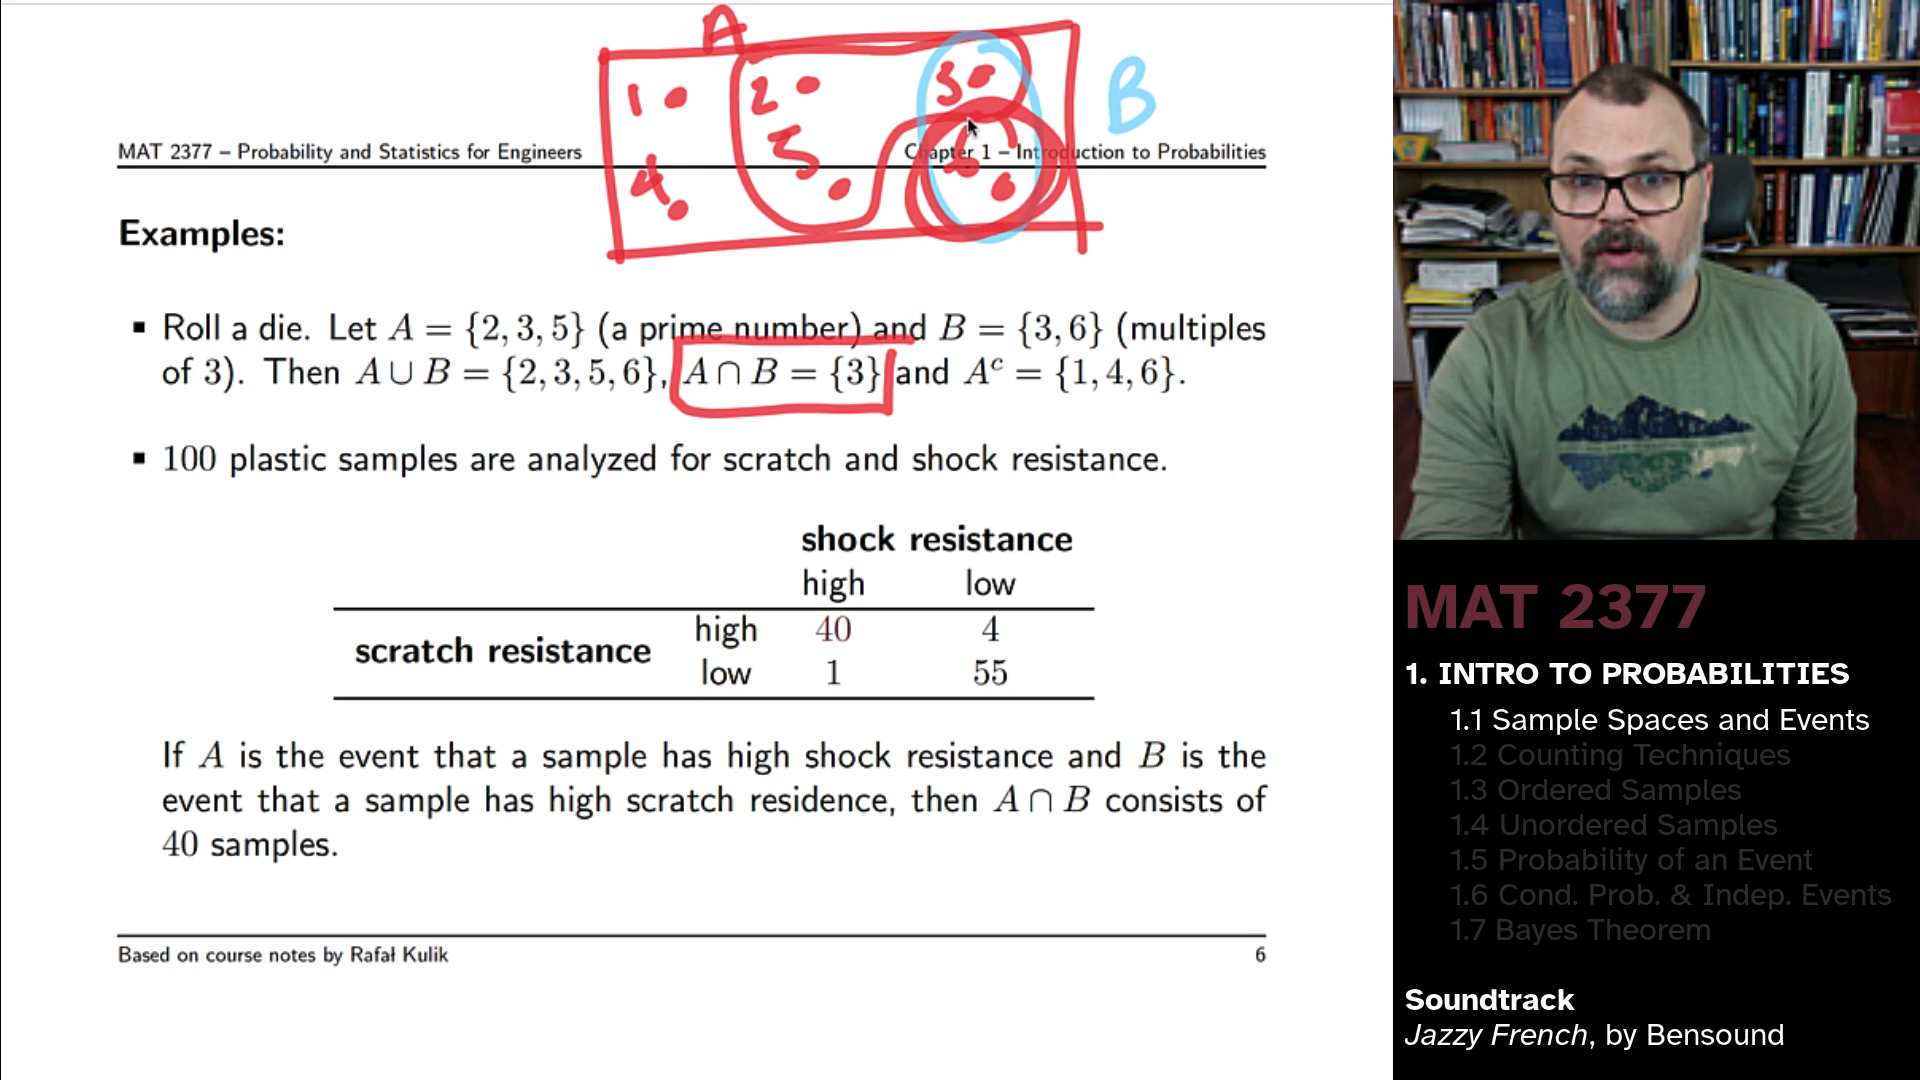 A
1 2 3
B
4 5 6
MAT 2377 – Probability and Statistics for Engineers
Chapter 1 – Introduction to Probabilities
Examples:
▪ Roll a die. Let A = {2, 3, 5} (a prime number) and B = {3, 6} (multiples
of 3). Then A ∪ B = {2, 3, 5, 6}, A ∩ B = {3} and Aᶜ = {1, 4, 6}.
▪ 100 plastic samples are analyzed for scratch and shock resistance.
shock resistance
high low
scratch resistance
high 40 4
low 1 55
If A is the event that a sample has high shock resistance and B is the
event that a sample has high scratch residence, then A ∩ B consists of
40 samples.
Based on course notes by Rafał Kulik
6
MAT 2377
1. INTRO TO PROBABILITIES
1.1 Sample Spaces and Events
1.2 Counting Techniques
1.3 Ordered Samples
1.4 Unordered Samples
1.5 Probability of an Event
1.6 Cond. Prob. & Indep. Events
1.7 Bayes Theorem
Soundtrack
Jazzy French, by Bensound